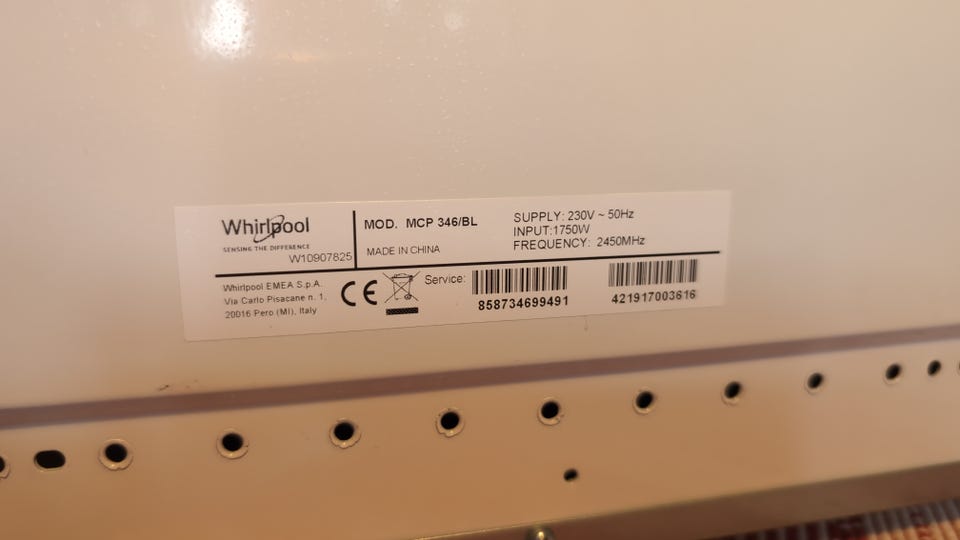 Whirlpool
SENSING THE DIFFERENCE
W10907825
MOD. MCP 346/BL
MADE IN CHINA
SUPPLY: 230V ~ 50Hz
INPUT:1750W
FREQUENCY: 2450MHz
Whirlpool EMEA S.p.A.
Via Carlo Pisacane n. 1,
20016 Pero (MI), Italy
CE
Service:
858734699491
421917003616